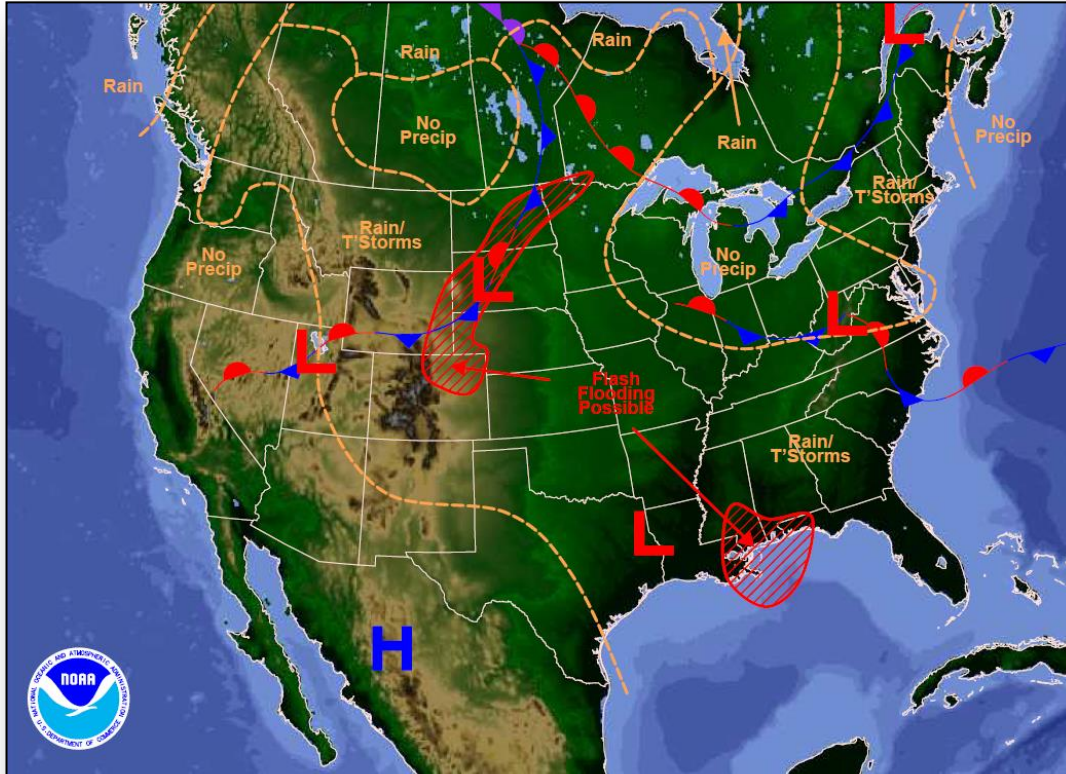 L
Rain
Rain
Rain
Rain
No
Precip
No
Precip
Rain
Rain/
T'Storms
Rain/
T'Storms
No
Precip
No
Precip
L
L
L
Flash
Flooding
Possible
Rain/
T'Storms
L
H
NATIONAL OCEANIC AND ATMOSPHERIC ADMINISTRATION
NOAA
U.S. DEPARTMENT OF COMMERCE